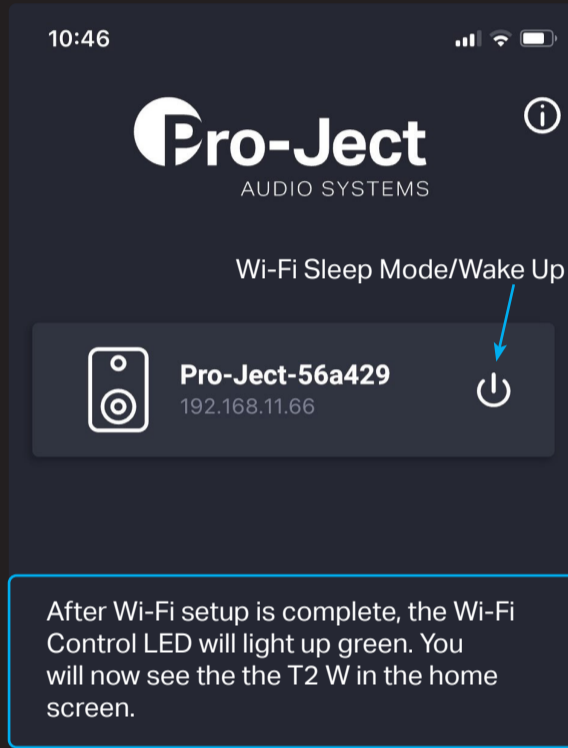 10:46
Pro-Ject
AUDIO SYSTEMS
Wi-Fi Sleep Mode/Wake Up
Pro-Ject-56a429
192.168.11.66
After Wi-Fi setup is complete, the Wi-Fi
Control LED will light up green. You
will now see the the T2 W in the home
screen.